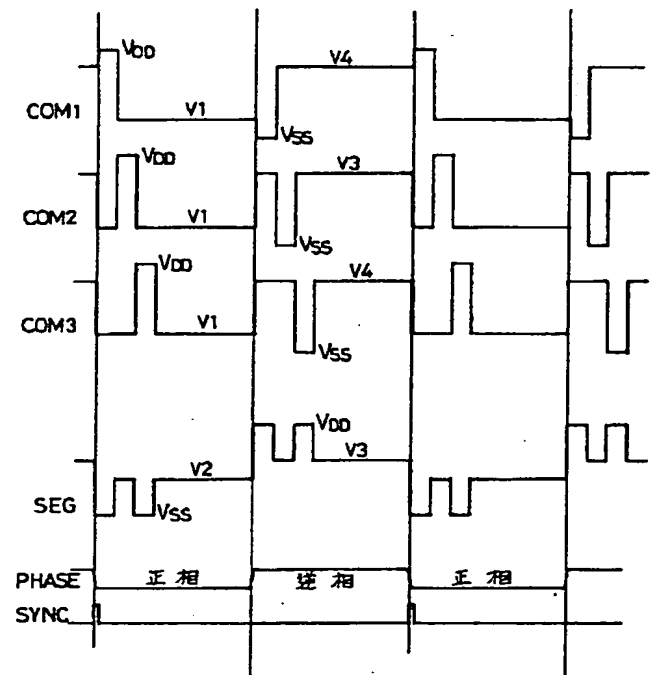 VDD
V4
COM1
V1
VSS
VDD
V3
COM2
V1
VSS
VDD
V4
COM3
V1
VSS
VDD
V2
V3
SEG
VSS
PHASE 正相 逆相 正相
SYNC